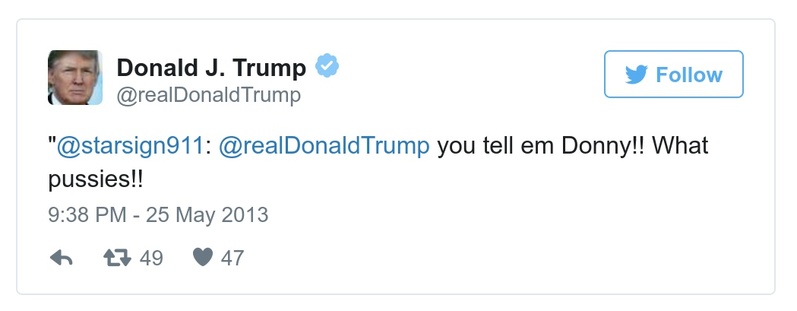 Donald J. Trump
@realDonaldTrump
Follow
"@starsign911: @realDonaldTrump you tell em Donny!! What
pussies!!
9:38 PM - 25 May 2013
49
47